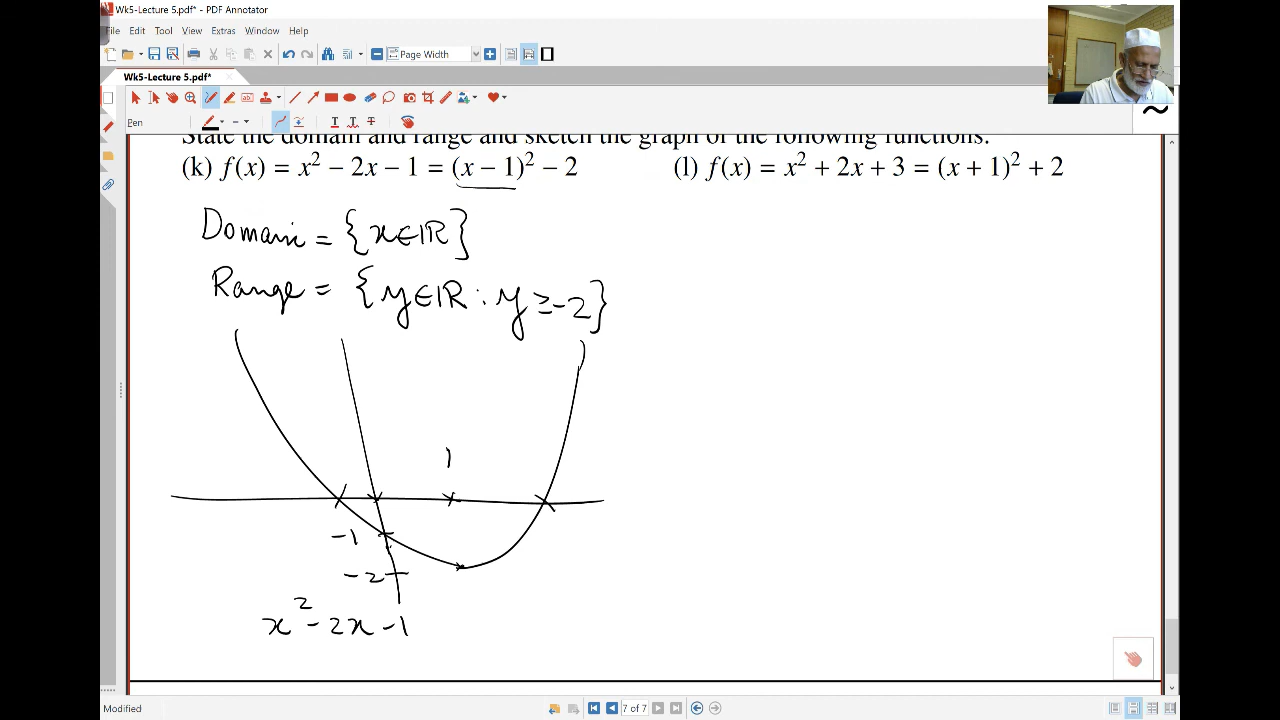 Wk5-Lecture 5.pdf* - PDF Annotator
File Edit Tool View Extras Window Help
Page Width
Wk5-Lecture 5.pdf*
Pen
State the domain and range and sketch the graph of the following functions.
(k) f(x) = x² − 2x − 1 = (x − 1)² − 2
(l) f(x) = x² + 2x + 3 = (x + 1)² + 2
Domain = {x∈ℝ}
Range = {y∈ℝ : y ≥ -2}
1
-1
-2
x² - 2x - 1
Modified
7 of 7